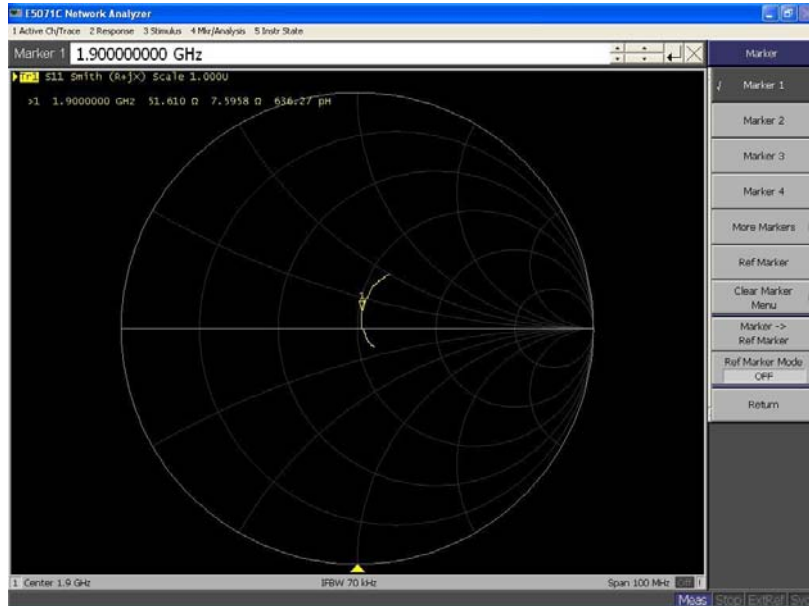 E5071C Network Analyzer
1 Active Ch/Trace 2 Response 3 Stimulus 4 Mkr/Analysis 5 Instr State
Marker 1 1.900000000 GHz
Marker
Tr1 S11 Smith (R+jX) Scale 1.000U
>1 1.9000000 GHz 51.610 Ω 7.5958 Ω 636.27 pH
Marker 1
Marker 2
Marker 3
Marker 4
More Markers
Ref Marker
Clear Marker
Menu
Marker ->
Ref Marker
Ref Marker Mode
OFF
Return
1
1 Center 1.9 GHz
IFBW 70 kHz
Span 100 MHz Off !
Meas Stop ExtRef Svc